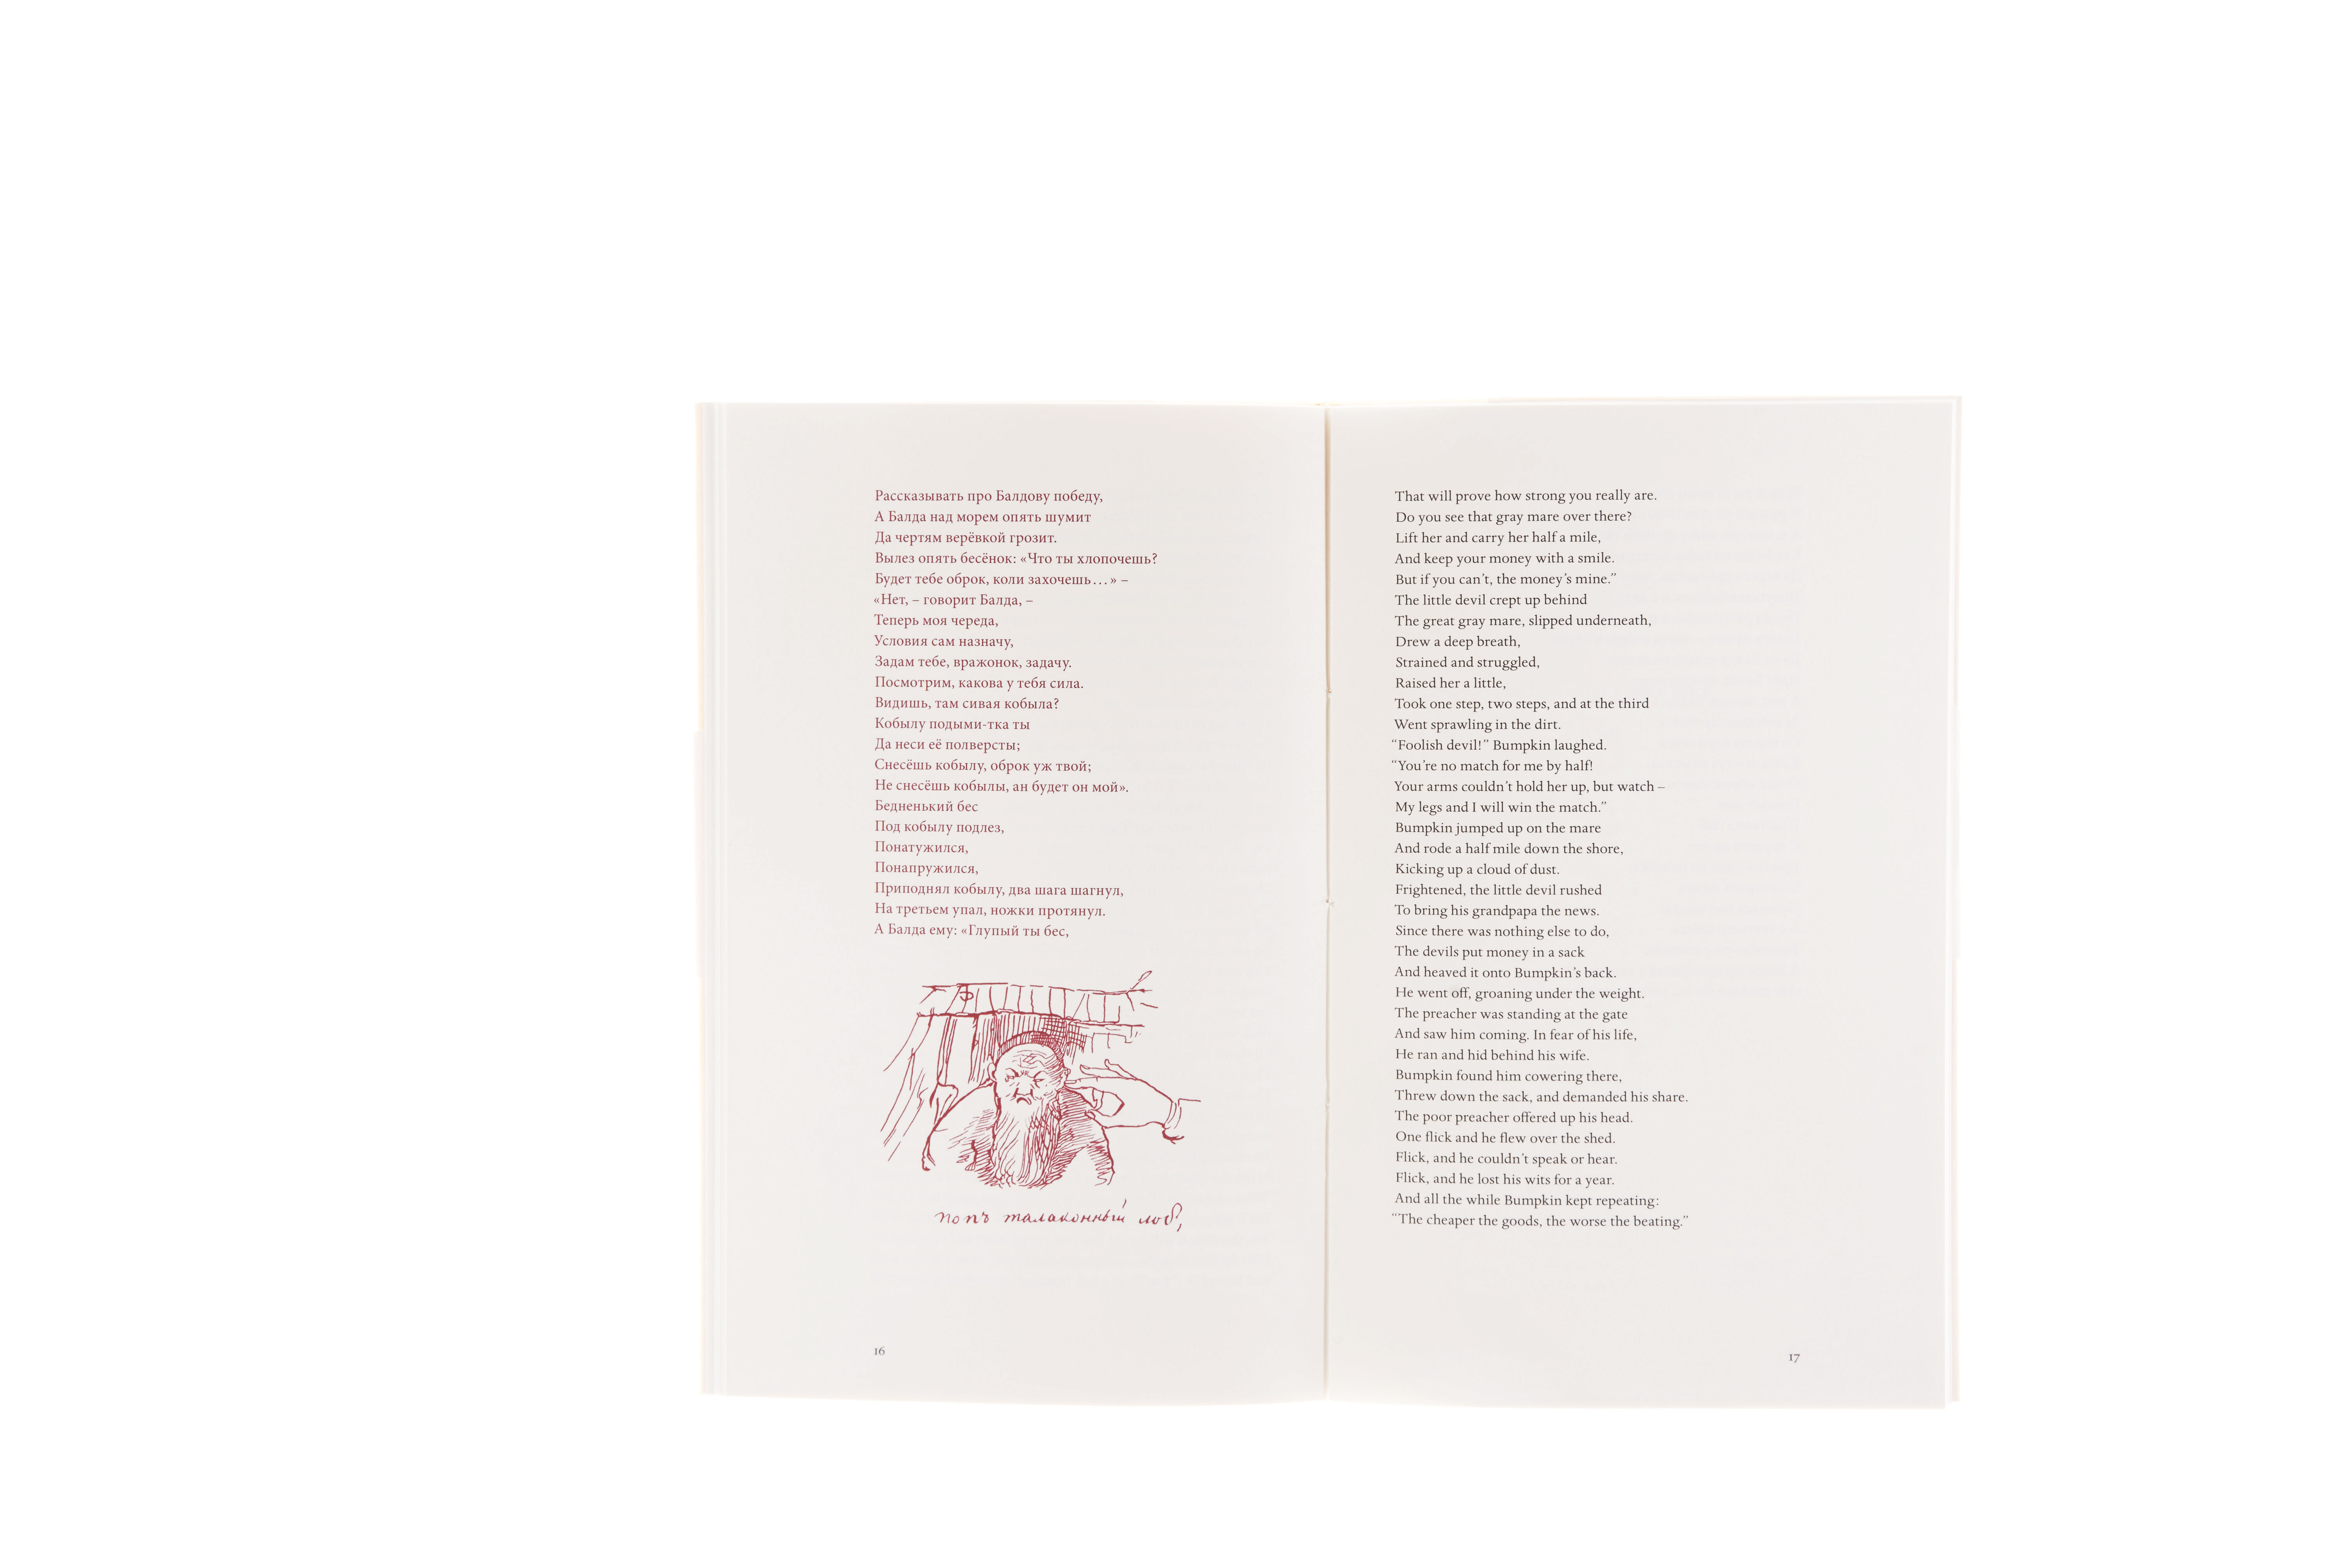 Рассказывать про Балдову победу,
А Балда над морем опять шумит
Да чертям верёвкой грозит.
Вылез опять бесёнок: «Что ты хлопочешь?
Будет тебе оброк, коли захочешь…» –
«Нет, – говорит Балда, –
Теперь моя череда,
Условия сам назначу,
Задам тебе, вражонок, задачу.
Посмотрим, какова у тебя сила.
Видишь, там сивая кобыла?
Кобылу подыми-тка ты
Да неси её полверсты;
Снесёшь кобылу, оброк уж твой;
Не снесёшь кобылы, ан будет он мой».
Бедненький бес
Под кобылу подлез,
Понатужился,
Понапружился,
Приподнял кобылу, два шага шагнул,
На третьем упал, ножки протянул.
А Балда ему: «Глупый ты бес,
попъ талаконный лоб,
16
That will prove how strong you really are.
Do you see that gray mare over there?
Lift her and carry her half a mile,
And keep your money with a smile.
But if you can’t, the money’s mine.”
The little devil crept up behind
The great gray mare, slipped underneath,
Drew a deep breath,
Strained and struggled,
Raised her a little,
Took one step, two steps, and at the third
Went sprawling in the dirt.
“Foolish devil!” Bumpkin laughed.
“You’re no match for me by half!
Your arms couldn’t hold her up, but watch –
My legs and I will win the match.”
Bumpkin jumped up on the mare
And rode a half mile down the shore,
Kicking up a cloud of dust.
Frightened, the little devil rushed
To bring his grandpapa the news.
Since there was nothing else to do,
The devils put money in a sack
And heaved it onto Bumpkin’s back.
He went off, groaning under the weight.
The preacher was standing at the gate
And saw him coming. In fear of his life,
He ran and hid behind his wife.
Bumpkin found him cowering there,
Threw down the sack, and demanded his share.
The poor preacher offered up his head.
One flick and he flew over the shed.
Flick, and he couldn’t speak or hear.
Flick, and he lost his wits for a year.
And all the while Bumpkin kept repeating:
“The cheaper the goods, the worse the beating.”
17